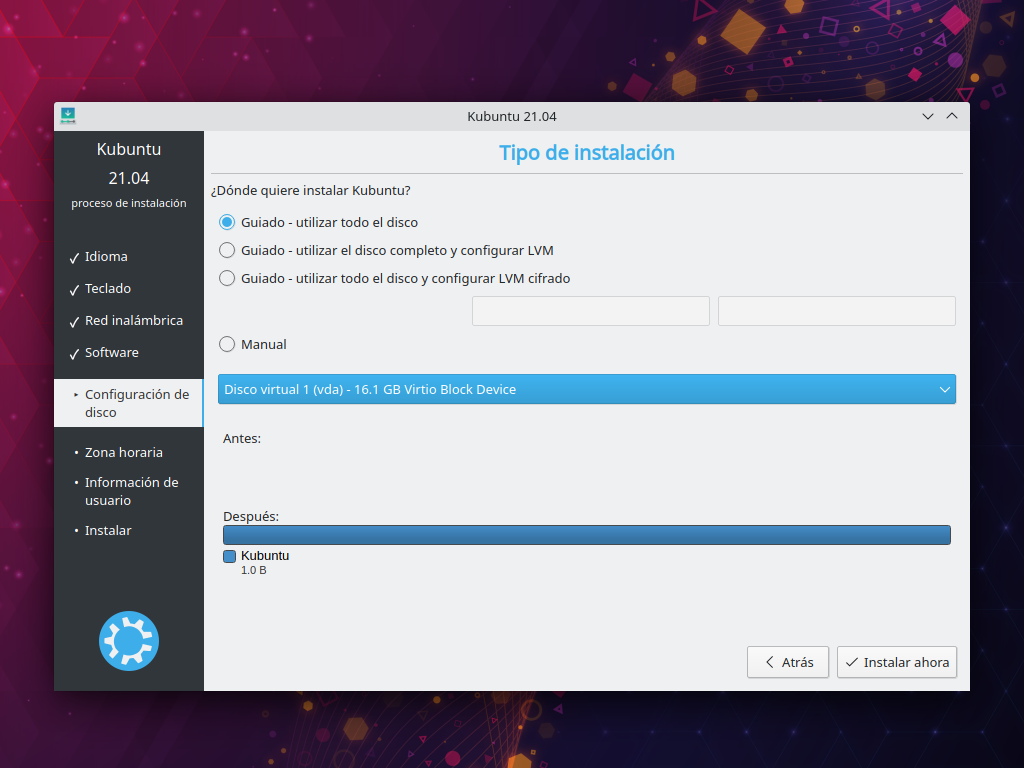 Kubuntu 21.04
Kubuntu
21.04
proceso de instalación
Idioma
Teclado
Red inalámbrica
Software
Configuración de
disco
Zona horaria
Información de
usuario
Instalar
Tipo de instalación
¿Dónde quiere instalar Kubuntu?
Guiado - utilizar todo el disco
Guiado - utilizar el disco completo y configurar LVM
Guiado - utilizar todo el disco y configurar LVM cifrado
Manual
Disco virtual 1 (vda) - 16.1 GB Virtio Block Device
Antes:
Después:
Kubuntu
1.0 B
Atrás
Instalar ahora